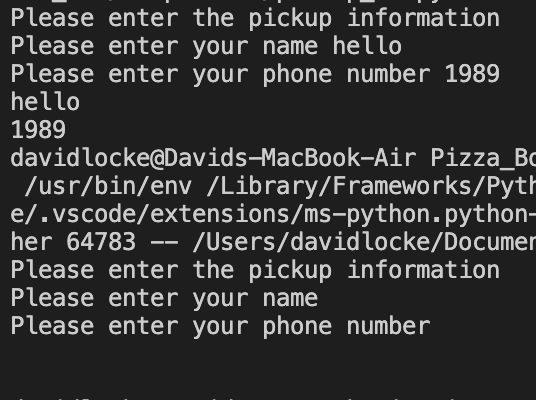 Please enter the pickup information
Please enter your name hello
Please enter your phone number 1989
hello
1989
davidlocke@Davids-MacBook-Air Pizza_Bo
/usr/bin/env /Library/Frameworks/Pyth
e/.vscode/extensions/ms-python.python-
her 64783 -- /Users/davidlocke/Documen
Please enter the pickup information
Please enter your name
Please enter your phone number